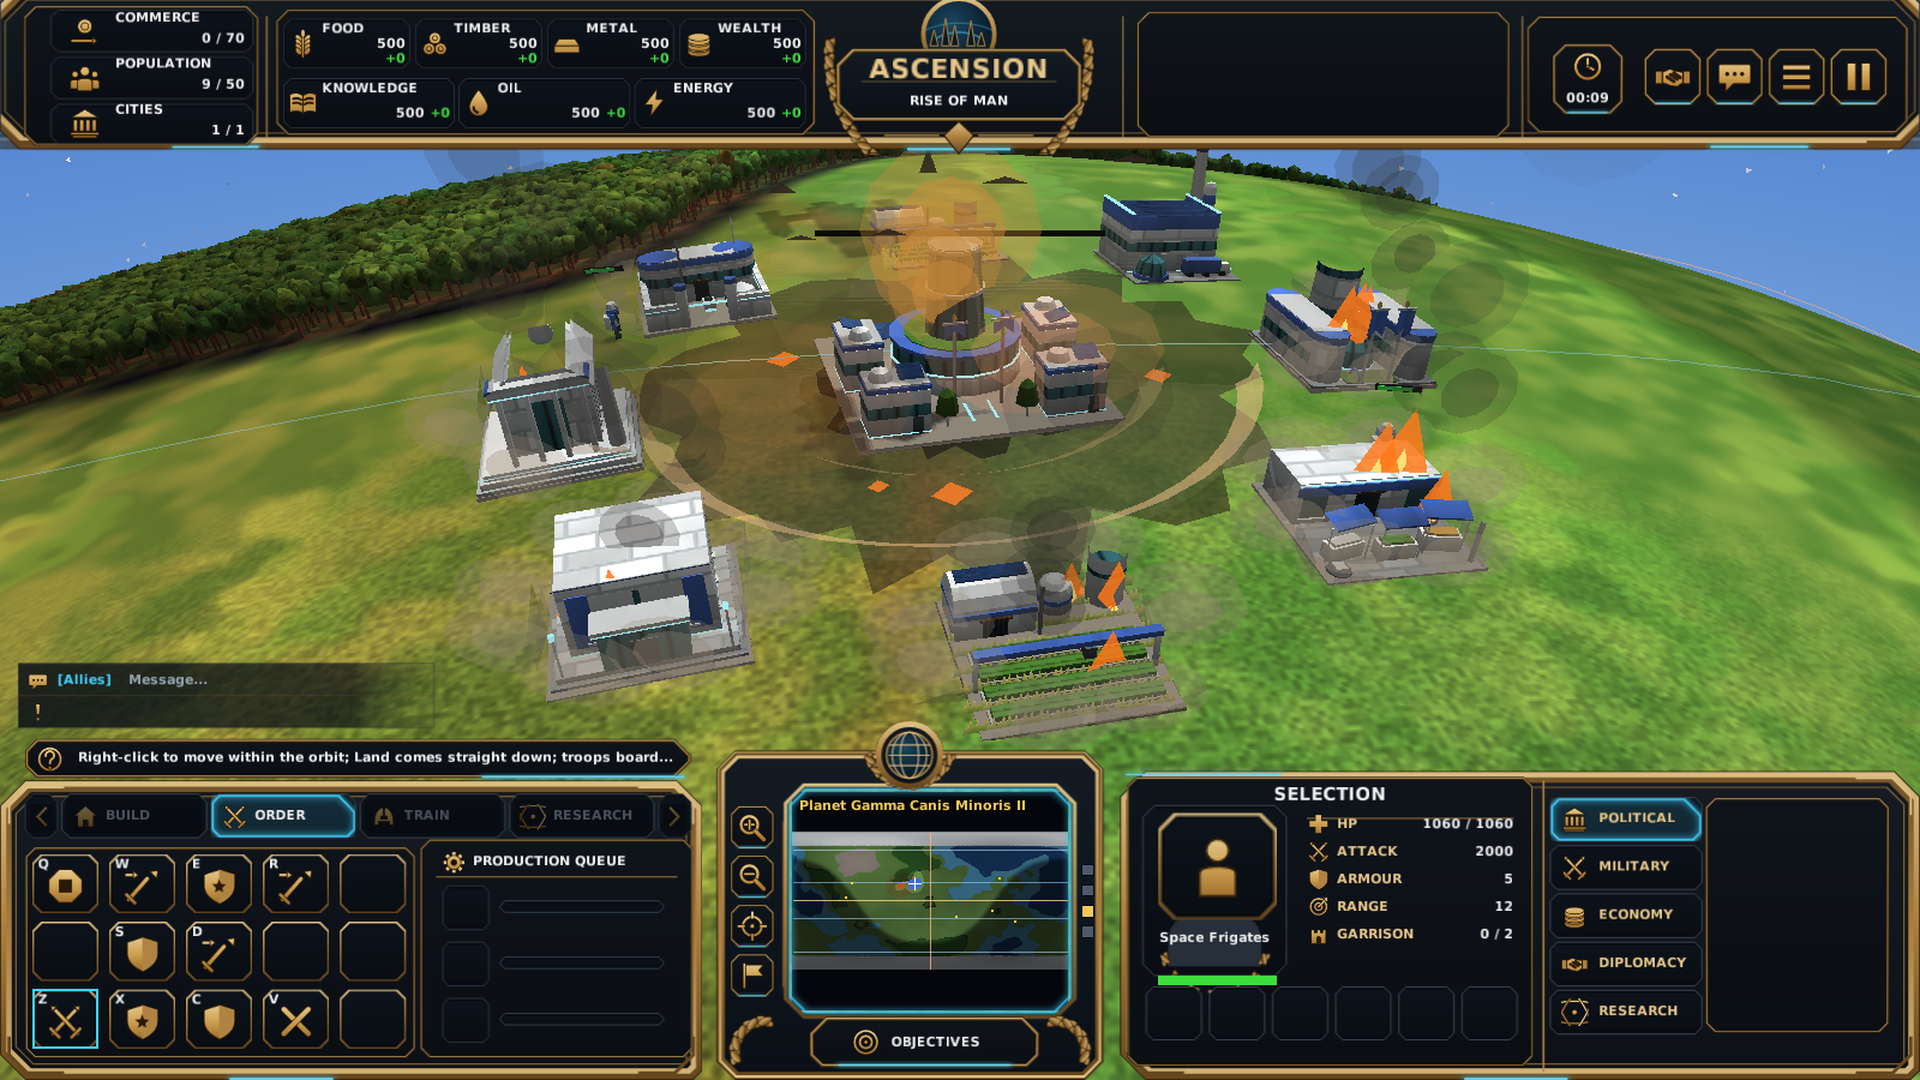 COMMERCE
0 / 70
POPULATION
9 / 50
CITIES
1 / 1
FOOD
500
+0
TIMBER
500
+0
METAL
500
+0
WEALTH
500
+0
KNOWLEDGE
500 +0
OIL
500 +0
ENERGY
500 +0
ASCENSION
RISE OF MAN
00:09
[Allies] Message...
!
Right-click to move within the orbit; Land comes straight down; troops board...
BUILD
ORDER
TRAIN
RESEARCH
Q
W
E
R
S
D
Z
X
C
V
PRODUCTION QUEUE
Planet Gamma Canis Minoris II
OBJECTIVES
SELECTION
Space Frigates
HP 1060 / 1060
ATTACK 2000
ARMOUR 5
RANGE 12
GARRISON 0 / 2
POLITICAL
MILITARY
ECONOMY
DIPLOMACY
RESEARCH